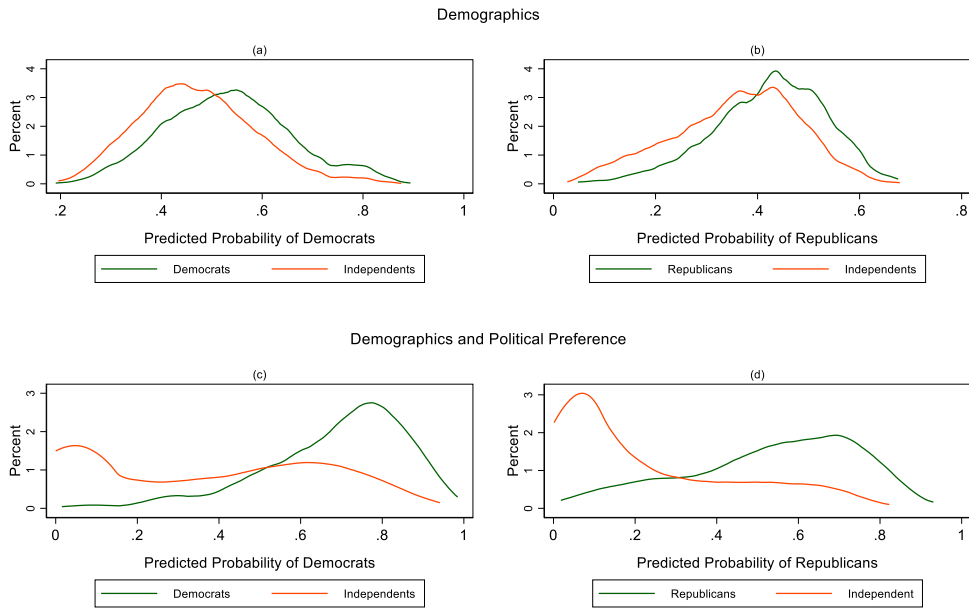 Demographics
(a)
(b)
Percent
0
1
2
3
4
.2
.4
.6
.8
1
Predicted Probability of Democrats
Democrats
Independents
Percent
0
1
2
3
4
0
.2
.4
.6
.8
Predicted Probability of Republicans
Republicans
Independents
Demographics and Political Preference
(c)
(d)
Percent
0
1
2
3
0
.2
.4
.6
.8
1
Predicted Probability of Democrats
Democrats
Independents
Percent
0
1
2
3
0
.2
.4
.6
.8
1
Predicted Probability of Republicans
Republicans
Independent